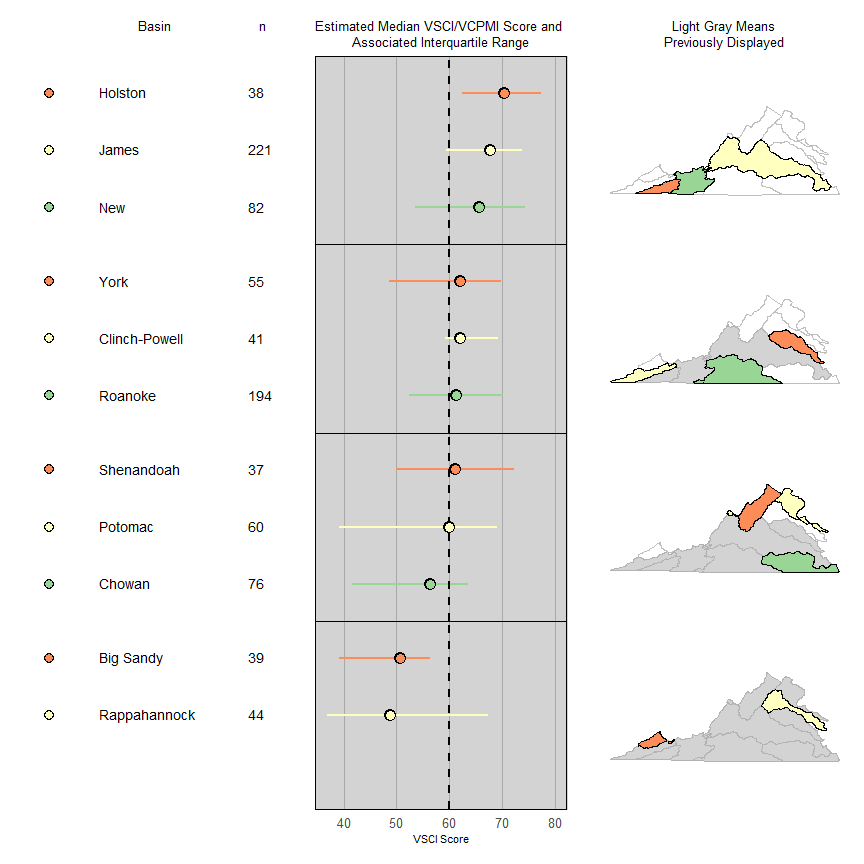 Basin n Estimated Median VSCI/VCPMI Score and Light Gray Means
Associated Interquartile Range Previously Displayed
Holston 38
James 221
New 82
York 55
Clinch-Powell 41
Roanoke 194
Shenandoah 37
Potomac 60
Chowan 76
Big Sandy 39
Rappahannock 44
40 50 60 70 80
VSCI Score